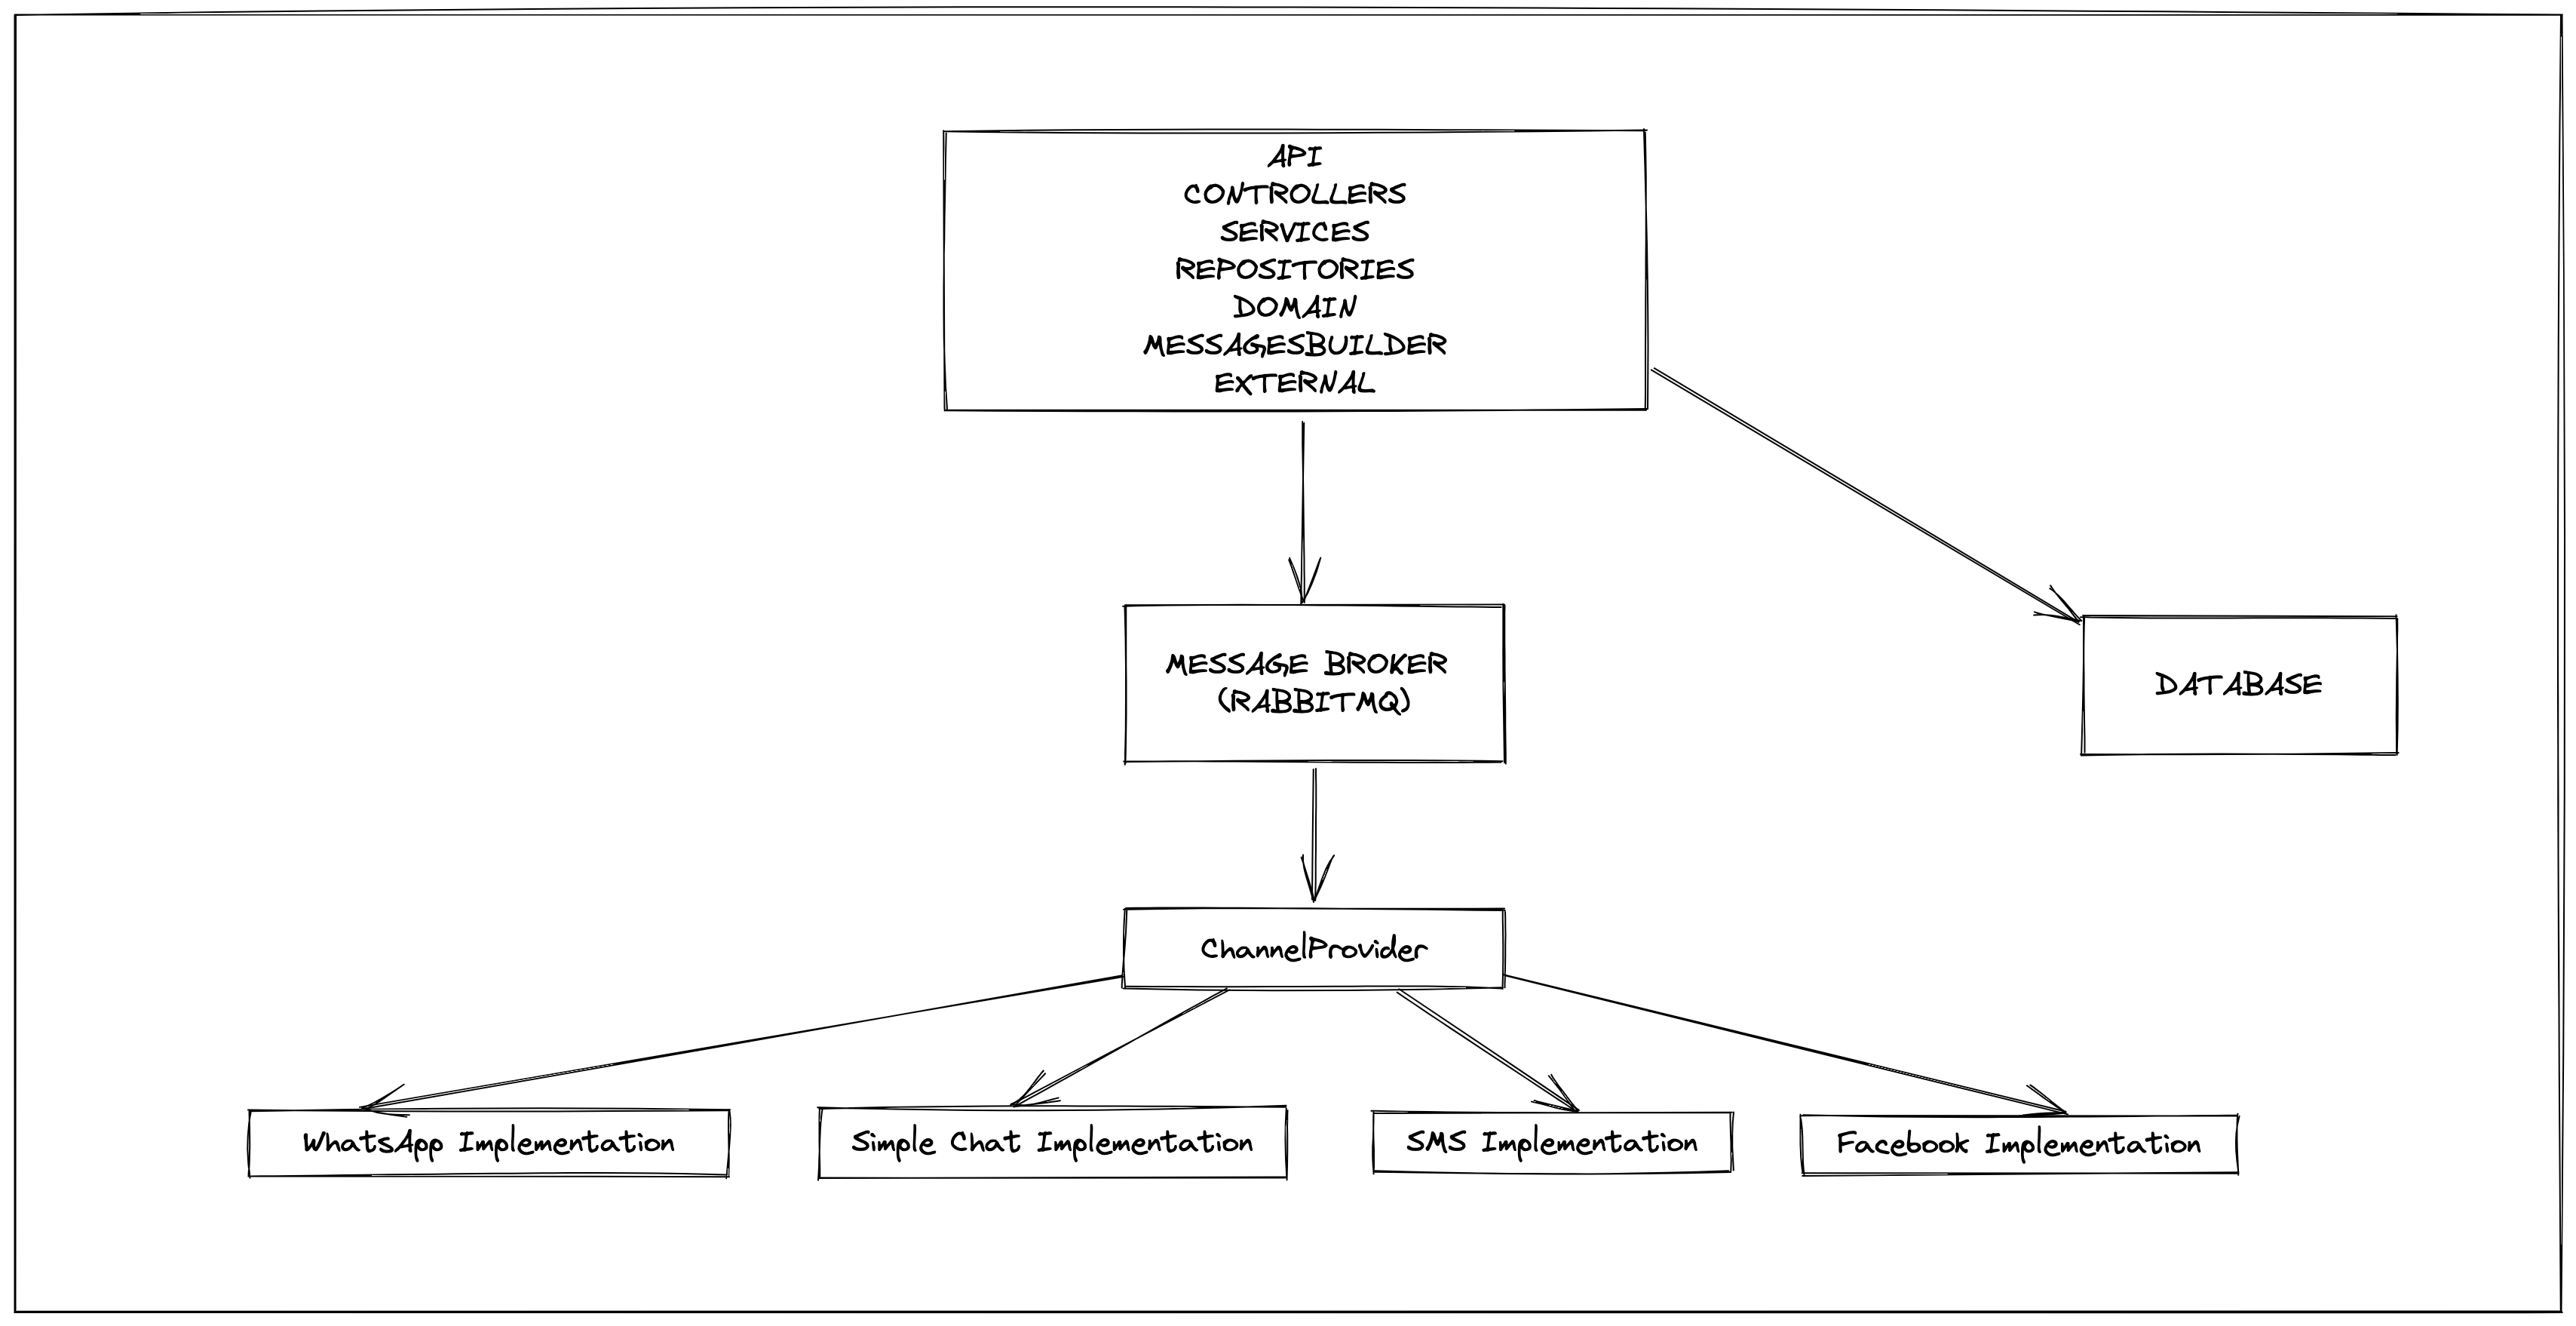 API
CONTROLLERS
SERVICES
REPOSITORIES
DOMAIN
MESSAGESBUILDER
EXTERNAL
MESSAGE BROKER
(RABBITMQ)
DATABASE
ChannelProvider
WhatsApp Implementation
Simple Chat Implementation
SMS Implementation
Facebook Implementation